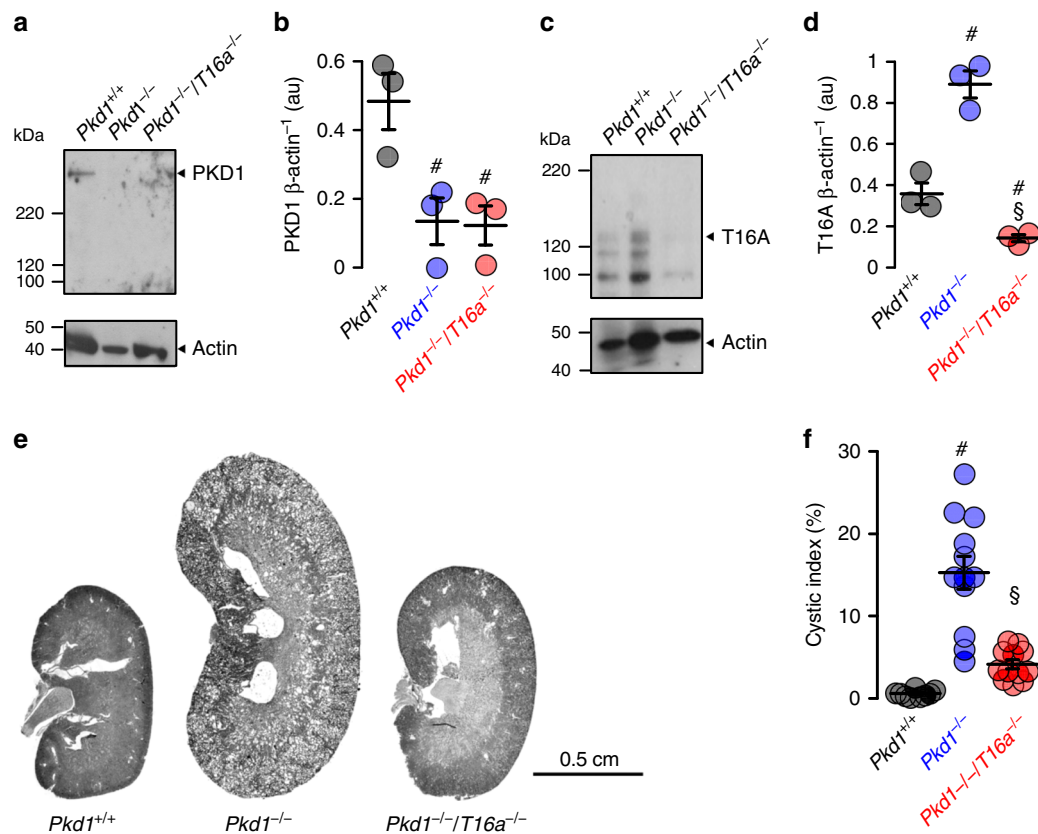 a
Pkd1+/+
Pkd1−/−
Pkd1−/−/T16a−/−
kDa
PKD1
220
120
100
50
40
Actin
b
PKD1 β-actin−1 (au)
0.6
0.4
0.2
0
#
#
Pkd1+/+
Pkd1−/−
Pkd1−/−/T16a−/−
c
Pkd1+/+
Pkd1−/−
Pkd1−/−/T16a−/−
kDa
220
120
T16A
100
50
Actin
40
d
T16A β-actin−1 (au)
1
0.8
0.6
0.4
0.2
0
#
#
§
Pkd1+/+
Pkd1−/−
Pkd1−/−/T16a−/−
e
0.5 cm
Pkd1+/+
Pkd1−/−
Pkd1−/−/T16a−/−
f
Cystic index (%)
30
20
10
0
#
§
Pkd1+/+
Pkd1−/−
Pkd1−/−/T16a−/−